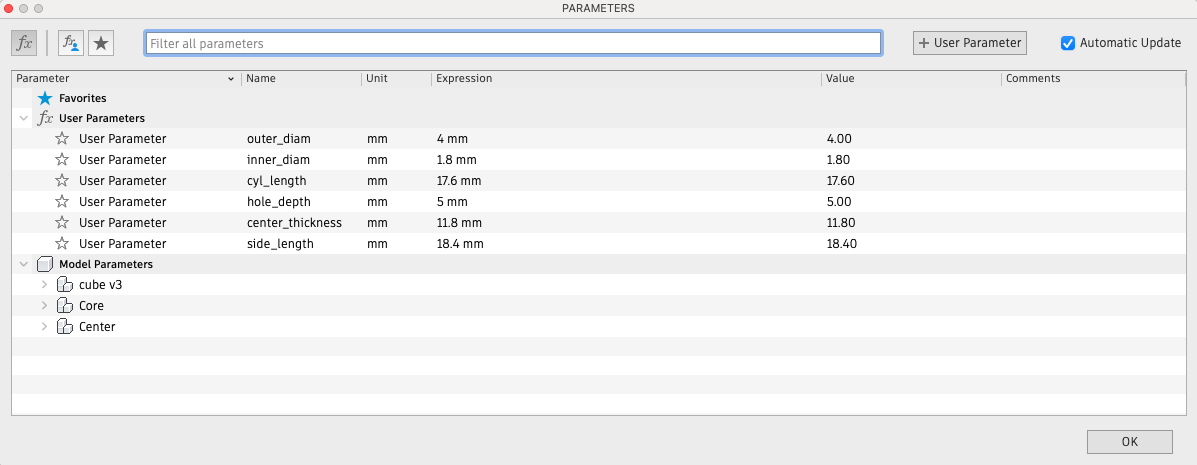 PARAMETERS
fx fx Filter all parameters + User Parameter Automatic Update
Parameter Name Unit Expression Value Comments
Favorites
fx User Parameters
User Parameter outer_diam mm 4 mm 4.00
User Parameter inner_diam mm 1.8 mm 1.80
User Parameter cyl_length mm 17.6 mm 17.60
User Parameter hole_depth mm 5 mm 5.00
User Parameter center_thickness mm 11.8 mm 11.80
User Parameter side_length mm 18.4 mm 18.40
Model Parameters
cube v3
Core
Center
OK